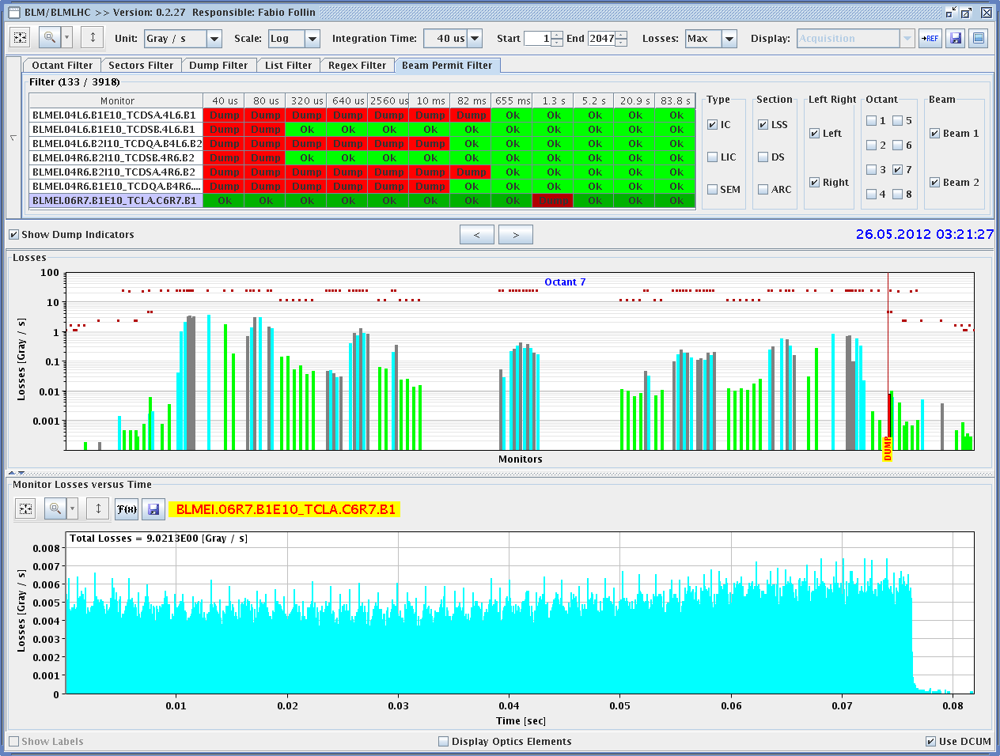 BLM/BLMLHC >> Version: 0.2.27 Responsible: Fabio Follin
Unit: Gray / s Scale: Log Integration Time: 40 us Start 1 End 2047 Losses: Max Display: Acquisition →REF
Octant Filter Sectors Filter Dump Filter List Filter Regex Filter Beam Permit Filter
Filter (133 / 3918)
Monitor 40 us 80 us 320 us 640 us 2560 us 10 ms 82 ms 655 ms 1.3 s 5.2 s 20.9 s 83.8 s
BLMEI.04L6.B1E10_TCDSA.4L6.B1 Dump Dump Dump Dump Dump Dump Dump Ok Ok Ok Ok Ok
BLMEI.04L6.B1E10_TCDSB.4L6.B1 Dump Dump Ok Ok Ok Ok Ok Ok Ok Ok Ok Ok
BLMEI.04L6.B2I10_TCDQA.B4L6.B2 Dump Dump Dump Dump Dump Dump Ok Ok Ok Ok Ok Ok
BLMEI.04R6.B2I10_TCDSB.4R6.B2 Dump Dump Ok Ok Ok Ok Ok Ok Ok Ok Ok Ok
BLMEI.04R6.B2I10_TCDSA.4R6.B2 Dump Dump Dump Dump Dump Dump Dump Ok Ok Ok Ok Ok
BLMEI.04R6.B1E10_TCDQA.B4R6.... Dump Dump Dump Dump Dump Dump Ok Ok Ok Ok Ok Ok
BLMEI.06R7.B1E10_TCLA.C6R7.B1 Ok Ok Ok Ok Ok Ok Ok Ok Dump Ok Ok Ok
Type Section Left Right Octant Beam
IC LSS Left 1 5 Beam 1
LIC DS 2 6
3 7
SEM ARC Right 4 8 Beam 2
Show Dump Indicators < > 26.05.2012 03:21:27
Losses
Octant 7
Losses [Gray / s]
100
10
1
0.1
0.01
0.001
DUMP
Monitors
Monitor Losses versus Time
F(x) BLMEI.06R7.B1E10_TCLA.C6R7.B1
Total Losses = 9.0213E00 [Gray / s]
Losses [Gray / s]
0.008
0.007
0.006
0.005
0.004
0.003
0.002
0.001
0
0.01 0.02 0.03 0.04 0.05 0.06 0.07 0.08
Time [sec]
Show Labels Display Optics Elements Use DCUM